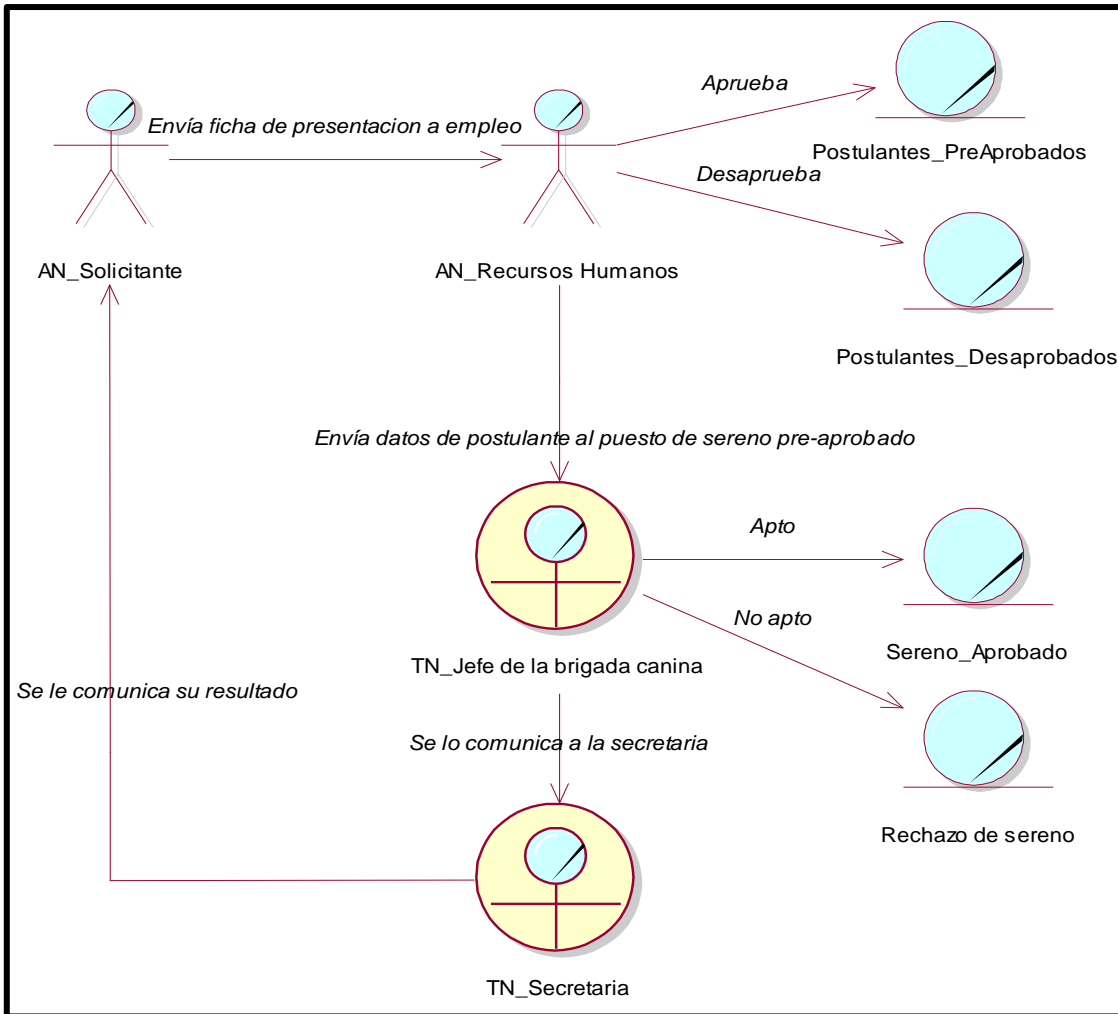 Aprueba
Envía ficha de presentacion a empleo
Postulantes_PreAprobados
Desaprueba
AN_Solicitante
AN_Recursos Humanos
Postulantes_Desaprobados
Envía datos de postulante al puesto de sereno pre-aprobado
Apto
No apto
Sereno_Aprobado
TN_Jefe de la brigada canina
Se le comunica su resultado
Se lo comunica a la secretaria
Rechazo de sereno
TN_Secretaria